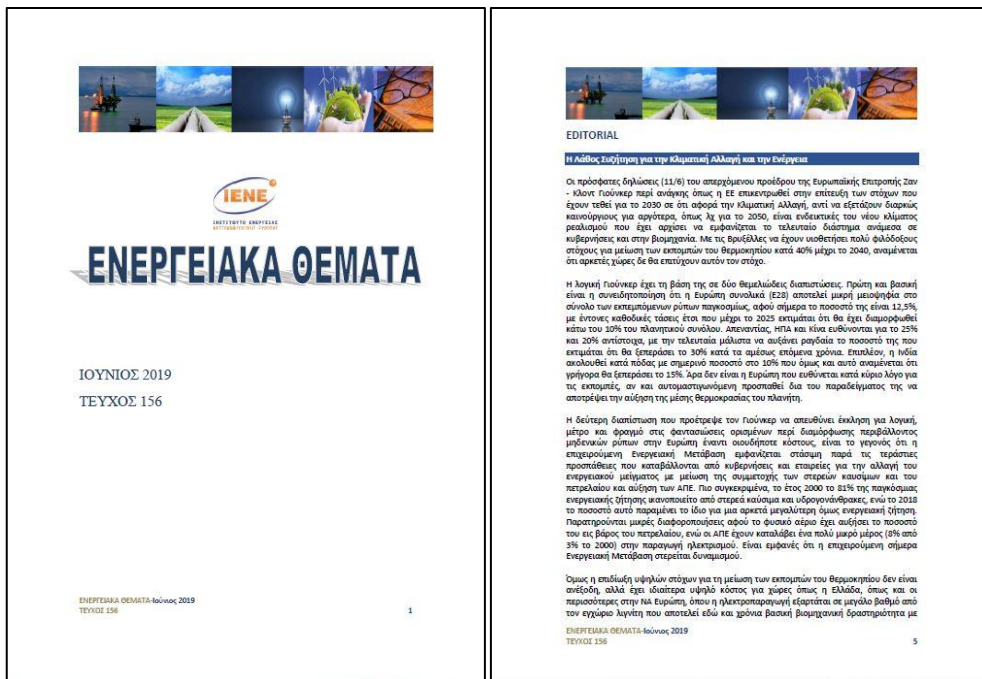 IENE
ΙΝΣΤΙΤΟΥΤΟ ΕΝΕΡΓΕΙΑΣ
ΝΟΤΙΟΑΝΑΤΟΛΙΚΗΣ ΕΥΡΩΠΗΣ
ΕΝΕΡΓΕΙΑΚΑ ΘΕΜΑΤΑ
ΙΟΥΝΙΟΣ 2019
ΤΕΥΧΟΣ 156
ΕΝΕΡΓΕΙΑΚΑ ΘΕΜΑΤΑ-Ιούνιος 2019
ΤΕΥΧΟΣ 156 1
EDITORIAL
Η Λάθος Συζήτηση για την Κλιματική Αλλαγή και την Ενέργεια
Οι πρόσφατες δηλώσεις (11/6) του απερχόμενου προέδρου της Ευρωπαϊκής Επιτροπής Ζαν
- Κλοντ Γιούνκερ περί ανάγκης όπως η ΕΕ επικεντρωθεί στην επίτευξη των στόχων που
έχουν τεθεί για το 2030 σε ότι αφορά την Κλιματική Αλλαγή, αντί να εξετάζουν διαρκώς
καινούργιους για αργότερα, όπως λχ για το 2050, είναι ενδεικτικές του νέου κλίματος
ρεαλισμού που έχει αρχίσει να εμφανίζεται το τελευταίο διάστημα ανάμεσα σε
κυβερνήσεις και στην βιομηχανία. Με τις Βρυξέλλες να έχουν υιοθετήσει πολύ φιλόδοξους
στόχους για μείωση των εκπομπών του θερμοκηπίου κατά 40% μέχρι το 2040, αναμένεται
ότι αρκετές χώρες δε θα επιτύχουν αυτόν τον στόχο.
Η λογική Γιούνκερ έχει τη βάση της σε δύο θεμελιώδεις διαπιστώσεις. Πρώτη και βασική
είναι η συνειδητοποίηση ότι η Ευρώπη συνολικά (Ε28) αποτελεί μικρή μειοψηφία στο
σύνολο των εκπεμπόμενων ρύπων παγκοσμίως, αφού σήμερα το ποσοστό της είναι 12,5%,
με έντονες καθοδικές τάσεις έτσι που μέχρι το 2025 εκτιμάται ότι θα έχει διαμορφωθεί
κάτω του 10% του πλανητικού συνόλου. Απεναντίας, ΗΠΑ και Κίνα ευθύνονται για το 25%
και 20% αντίστοιχα, με την τελευταία μάλιστα να αυξάνει ραγδαία το ποσοστό της που
εκτιμάται ότι θα ξεπεράσει το 30% κατά τα αμέσως επόμενα χρόνια. Επιπλέον, η Ινδία
ακολουθεί κατά πόδας με σημερινό ποσοστό στο 10% που όμως και αυτό αναμένεται ότι
γρήγορα θα ξεπεράσει το 15%. Άρα δεν είναι η Ευρώπη που ευθύνεται κατά κύριο λόγο για
τις εκπομπές, αν και αυτομαστιγωνόμενη προσπαθεί δια του παραδείγματος της να
αποτρέψει την αύξηση της μέσης θερμοκρασίας του πλανήτη.
Η δεύτερη διαπίστωση που προέτρεψε τον Γιούνκερ να απευθύνει έκκληση για λογική,
μέτρο και φραγμό στις φαντασιώσεις ορισμένων περί διαμόρφωσης περιβάλλοντος
μηδενικών ρύπων στην Ευρώπη έναντι οιουδήποτε κόστους, είναι το γεγονός ότι η
επιχειρούμενη Ενεργειακή Μετάβαση εμφανίζεται στάσιμη παρά τις τεράστιες
προσπάθειες που καταβάλλονται από κυβερνήσεις και εταιρείες για την αλλαγή του
ενεργειακού μείγματος με μείωση της συμμετοχής των στερεών καυσίμων και του
πετρελαίου και αύξηση των ΑΠΕ. Πιο συγκεκριμένα, το έτος 2000 το 81% της παγκόσμιας
ενεργειακής ζήτησης ικανοποιείτο από στερεά καύσιμα και υδρογονάνθρακες, ενώ το 2018
το ποσοστό αυτό παραμένει το ίδιο για μια αρκετά μεγαλύτερη όμως ενεργειακή ζήτηση.
Παρατηρούνται μικρές διαφοροποιήσεις αφού το φυσικό αέριο έχει αυξήσει το ποσοστό
του εις βάρος του πετρελαίου, ενώ οι ΑΠΕ έχουν καταλάβει ένα πολύ μικρό μέρος (8% από
3% το 2000) στην παραγωγή ηλεκτρισμού. Είναι εμφανές ότι η επιχειρούμενη σήμερα
Ενεργειακή Μετάβαση στερείται δυναμισμού.
Όμως η επιδίωξη υψηλών στόχων για τη μείωση των εκπομπών του θερμοκηπίου δεν είναι
ανέξοδη, αλλά έχει ιδιαίτερα υψηλό κόστος για χώρες όπως η Ελλάδα, όπως και οι
περισσότερες στην ΝΑ Ευρώπη, όπου η ηλεκτροπαραγωγή εξαρτάται σε μεγάλο βαθμό από
τον εγχώριο λιγνίτη που αποτελεί εδώ και χρόνια βασική βιομηχανική δραστηριότητα με
ΕΝΕΡΓΕΙΑΚΑ ΘΕΜΑΤΑ-Ιούνιος 2019
ΤΕΥΧΟΣ 156 5